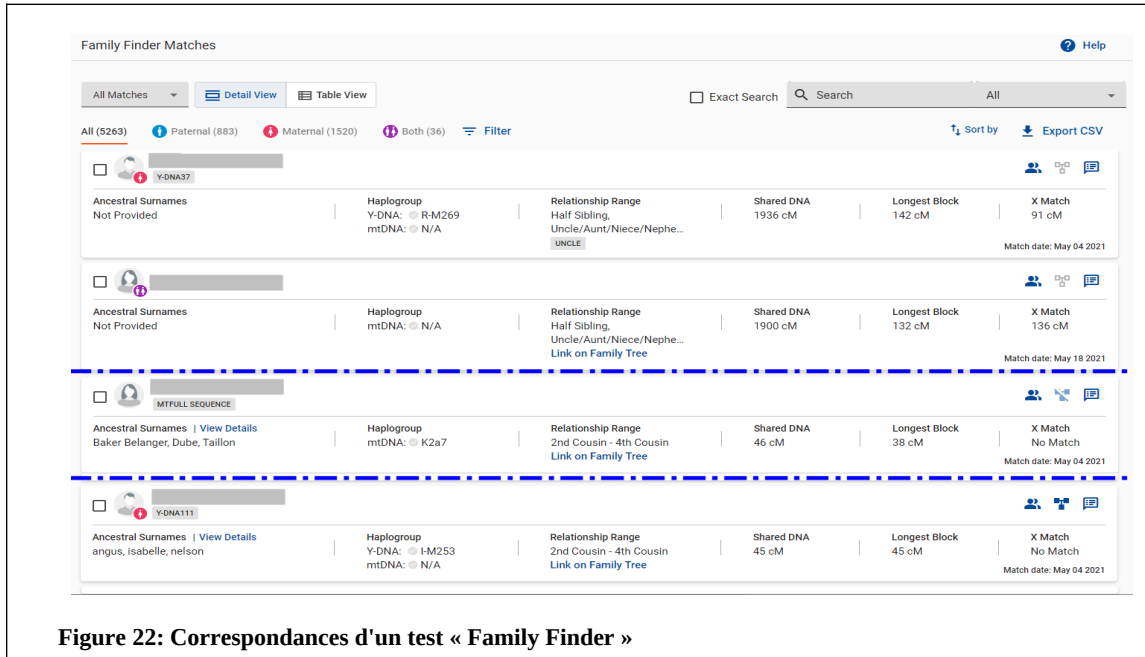 Family Finder Matches
Help
All Matches Detail View Table View
Exact Search Search All
All (5263) Paternal (883) Maternal (1520) Both (36) Filter Sort by Export CSV
Y-DNA37
Ancestral Surnames Haplogroup Relationship Range Shared DNA Longest Block X Match
Not Provided Y-DNA: R-M269 Half Sibling, 1936 cM 142 cM 91 cM
mtDNA: N/A Uncle/Aunt/Niece/Nephe...
UNCLE
Match date: May 04 2021
Ancestral Surnames Haplogroup Relationship Range Shared DNA Longest Block X Match
Not Provided mtDNA: N/A Half Sibling, 1900 cM 132 cM 136 cM
Uncle/Aunt/Niece/Nephe...
Link on Family Tree
Match date: May 18 2021
MTFULL SEQUENCE
Ancestral Surnames | View Details Haplogroup Relationship Range Shared DNA Longest Block X Match
Baker Belanger, Dube, Taillon mtDNA: K2a7 2nd Cousin - 4th Cousin 46 cM 38 cM No Match
Link on Family Tree
Match date: May 04 2021
Y-DNA111
Ancestral Surnames | View Details Haplogroup Relationship Range Shared DNA Longest Block X Match
angus, isabelle, nelson Y-DNA: I-M253 2nd Cousin - 4th Cousin 45 cM 45 cM No Match
mtDNA: N/A Link on Family Tree
Match date: May 04 2021
Figure 22: Correspondances d'un test « Family Finder »